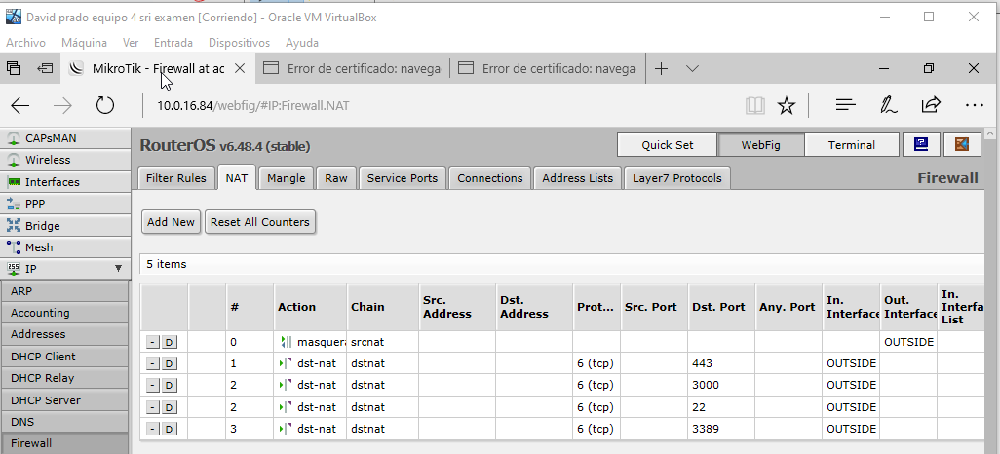 David prado equipo 4 sri examen [Corriendo] - Oracle VM VirtualBox
Archivo Máquina Ver Entrada Dispositivos Ayuda
MikroTik - Firewall at ac Error de certificado: navega Error de certificado: navega
10.0.16.84/webfig/#IP:Firewall.NAT
CAPsMAN
Wireless
Interfaces
PPP
Bridge
Mesh
IP
ARP
Accounting
Addresses
DHCP Client
DHCP Relay
DHCP Server
DNS
Firewall
RouterOS v6.48.4 (stable) Quick Set WebFig Terminal
Filter Rules NAT Mangle Raw Service Ports Connections Address Lists Layer7 Protocols Firewall
Add New Reset All Counters
5 items
# Action Chain Src. Address Dst. Address Prot... Src. Port Dst. Port Any. Port In. Interface Out. Interface In. Interfa List
- D 0 masquera srcnat OUTSIDE
- D 1 dst-nat dstnat 6 (tcp) 443 OUTSIDE
- D 2 dst-nat dstnat 6 (tcp) 3000 OUTSIDE
- D 2 dst-nat dstnat 6 (tcp) 22 OUTSIDE
- D 3 dst-nat dstnat 6 (tcp) 3389 OUTSIDE